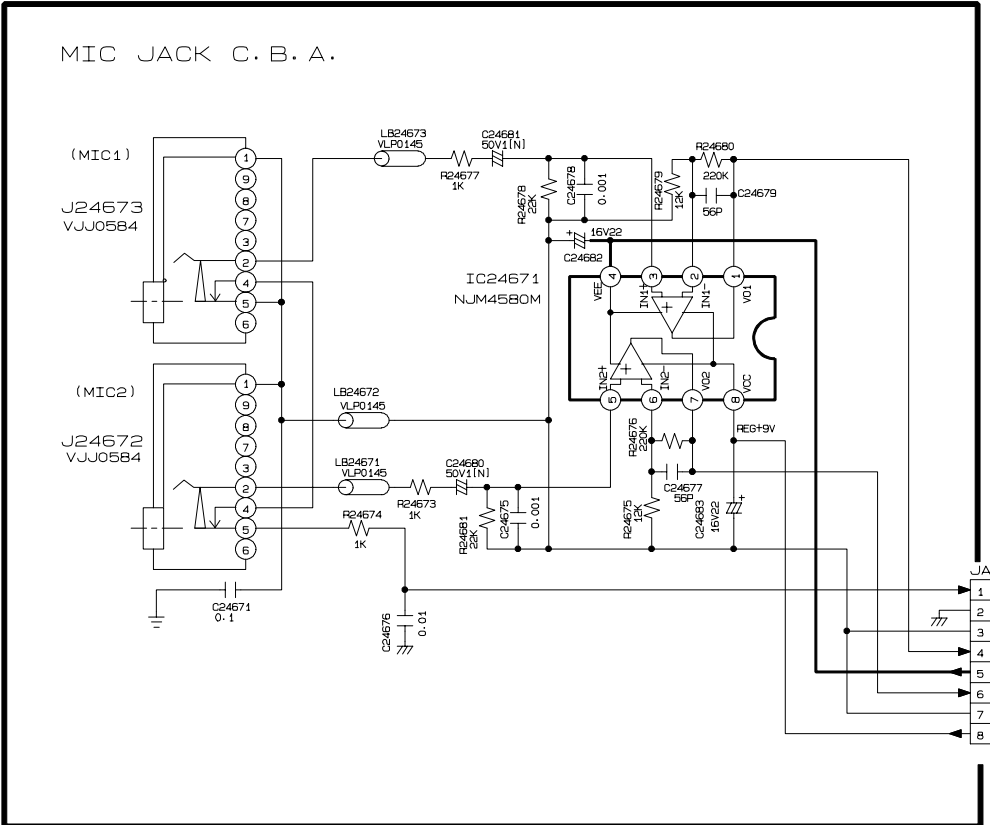 MIC JACK C.B.A.
(MIC1)
J24673
VJJ0584
1
9
8
7
3
2
4
5
6
(MIC2)
J24672
VJJ0584
1
9
8
7
3
2
4
5
6
LB24673
VLP0145
R24677
1K
C24681
50V1[N]
R24678
22K
C24678
0.001
R24679
12K
R24680
220K
C24679
56P
+
16V22
C24682
IC24671
NJM4580M
4
3
2
1
VEE
IN1+
IN1-
VO1
+
+
IN2+
IN2-
VO2
VCC
5
6
7
8
LB24672
VLP0145
LB24671
VLP0145
R24673
1K
C24680
50V1[N]
R24681
22K
C24675
0.001
R24676
220K
C24677
56P
R24675
12K
C24683
16V22
+
REG+9V
R24674
1K
C24671
0.1
C24676
0.01
JA
1
2
3
4
5
6
7
8